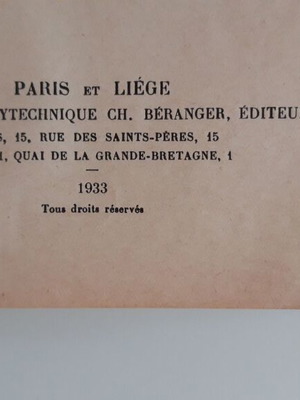 PARIS ET LIÉGE
YTECHNIQUE CH. BÉRANGER, ÉDITEU
, 15, RUE DES SAINTS-PÈRES, 15
1, QUAI DE LA GRANDE-BRETAGNE, 1
1933
Tous droits réservés